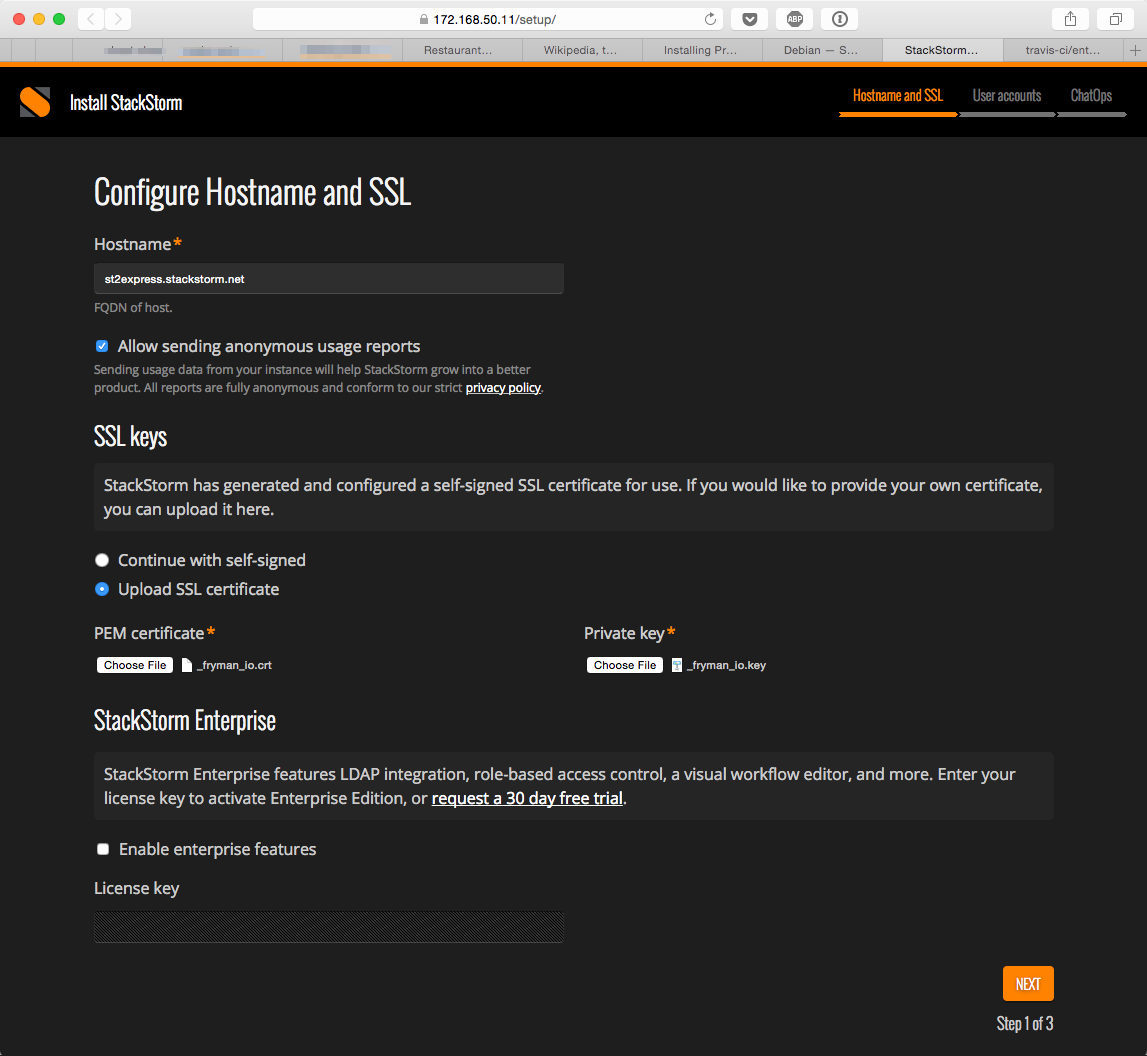 172.168.50.11/setup/
ABP
Restaurant…
Wikipedia, t…
Installing Pr…
Debian — S…
StackStorm…
travis-ci/ent…
Install StackStorm
Hostname and SSL
User accounts
ChatOps
Configure Hostname and SSL
Hostname*
st2express.stackstorm.net
FQDN of host.
Allow sending anonymous usage reports
Sending usage data from your instance will help StackStorm grow into a better
product. All reports are fully anonymous and conform to our strict privacy policy.
SSL keys
StackStorm has generated and configured a self-signed SSL certificate for use. If you would like to provide your own certificate,
you can upload it here.
Continue with self-signed
Upload SSL certificate
PEM certificate*
Private key*
Choose File _fryman_io.crt
Choose File _fryman_io.key
StackStorm Enterprise
StackStorm Enterprise features LDAP integration, role-based access control, a visual workflow editor, and more. Enter your
license key to activate Enterprise Edition, or request a 30 day free trial.
Enable enterprise features
License key
NEXT
Step 1 of 3